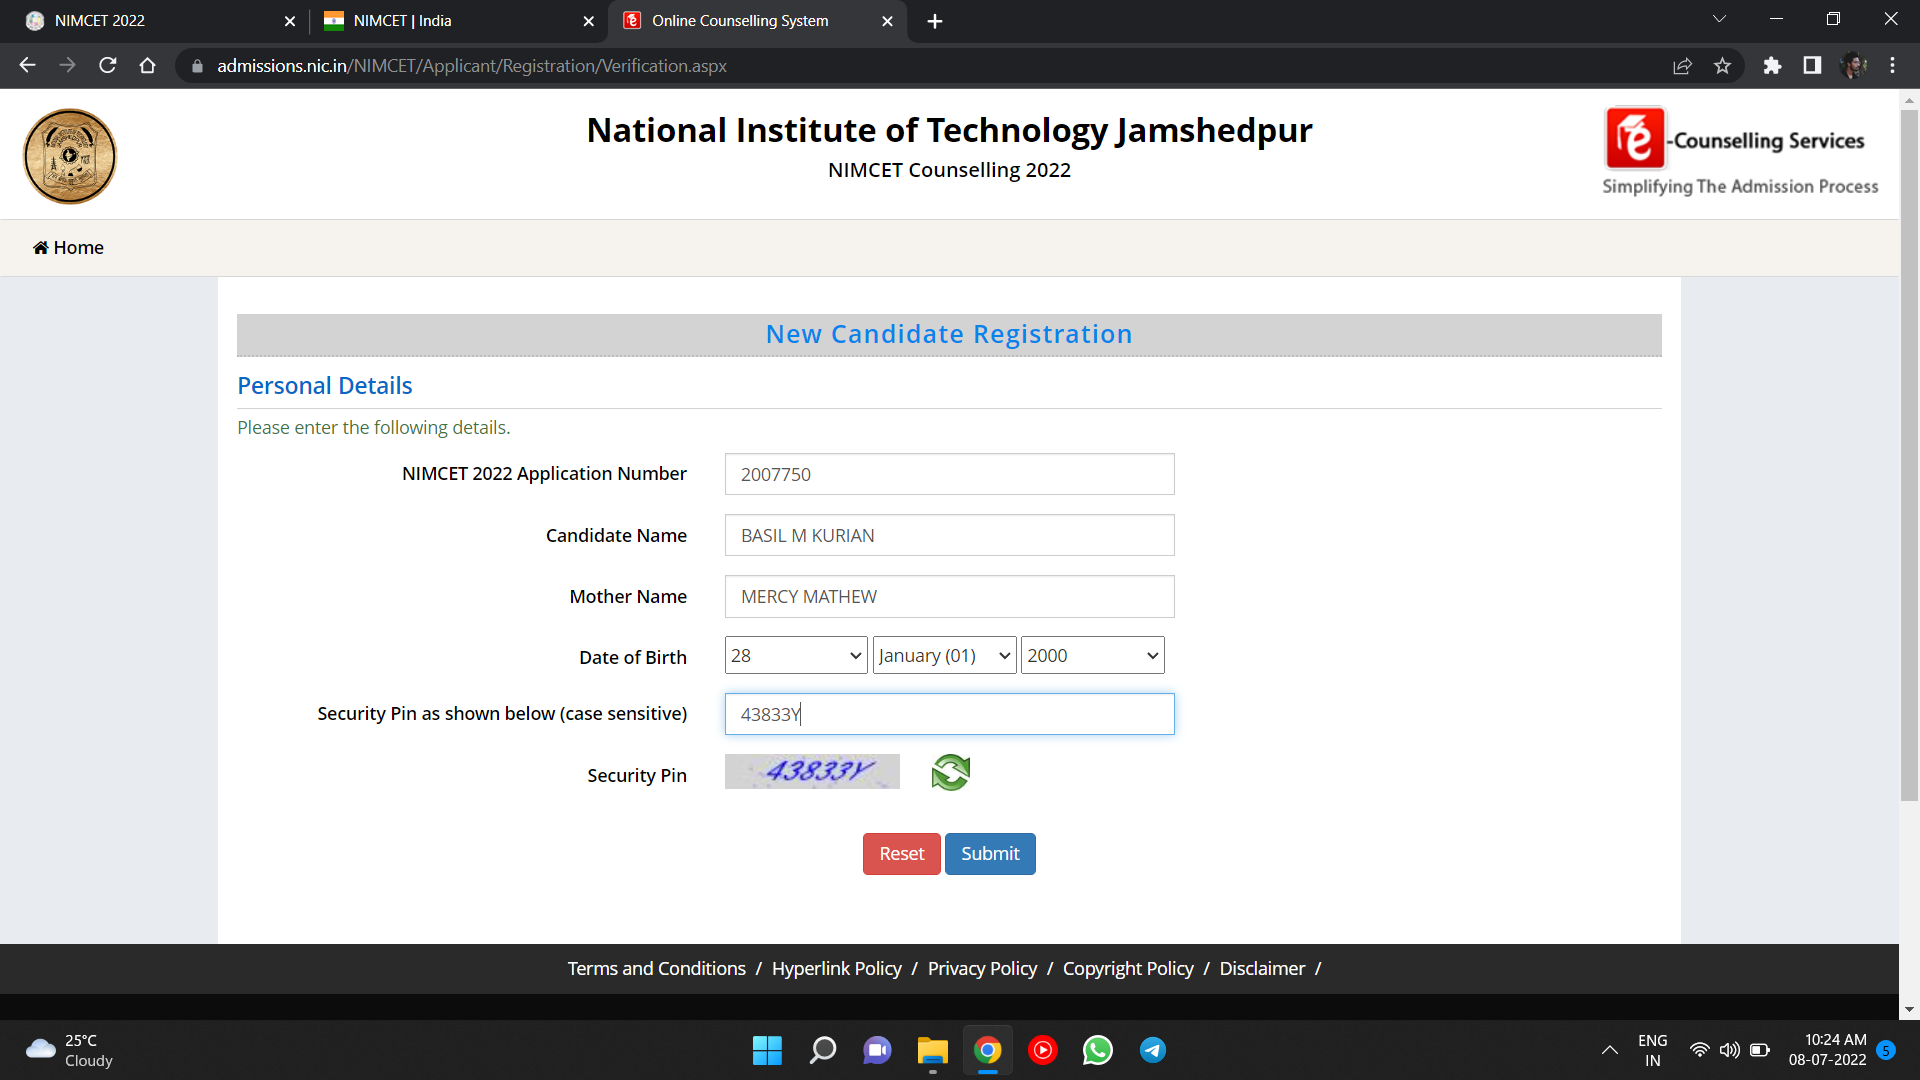 NIMCET 2022
NIMCET | India
Online Counselling System
admissions.nic.in/NIMCET/Applicant/Registration/Verification.aspx
National Institute of Technology Jamshedpur
NIMCET Counselling 2022
e-Counselling Services
Simplifying The Admission Process
Home
New Candidate Registration
Personal Details
Please enter the following details.
NIMCET 2022 Application Number 2007750
Candidate Name BASIL M KURIAN
Mother Name MERCY MATHEW
Date of Birth 28 January (01) 2000
Security Pin as shown below (case sensitive) 43833Y
Security Pin 43833Y
Reset Submit
Terms and Conditions / Hyperlink Policy / Privacy Policy / Copyright Policy / Disclaimer /
25°C
Cloudy
ENG
IN
10:24 AM
08-07-2022
5